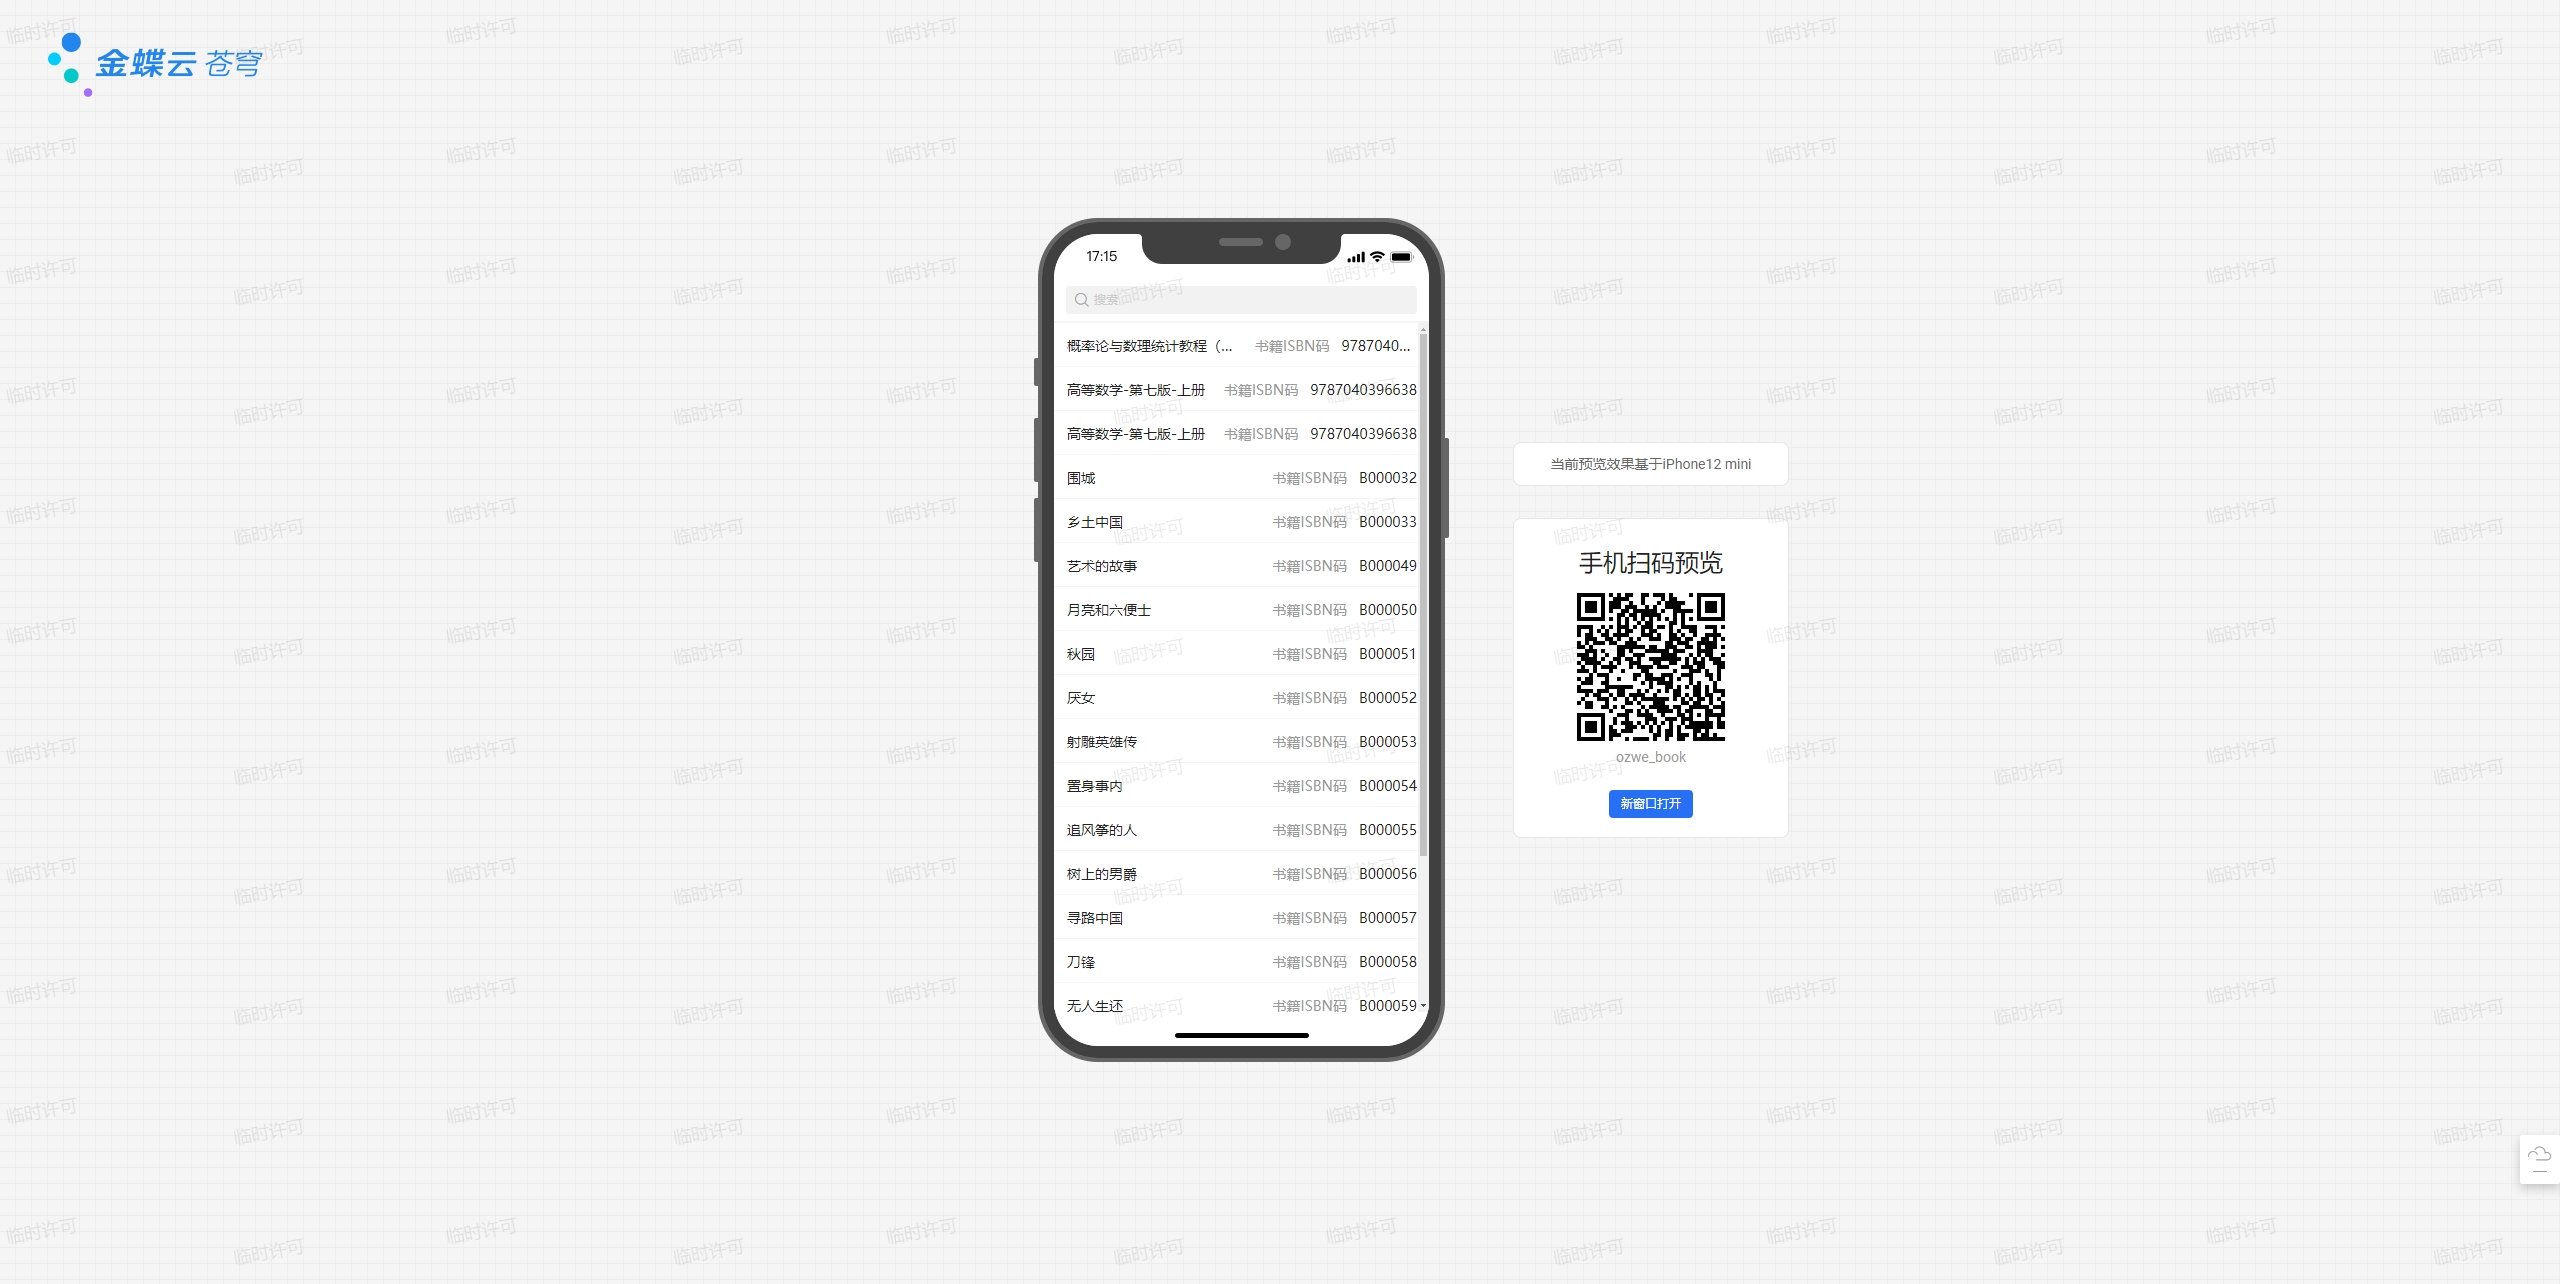 金蝶云 苍穹
17:15
搜索
概率论与数理统计教程（... 书籍ISBN码 9787040...
高等数学-第七版-上册 书籍ISBN码 9787040396638
高等数学-第七版-上册 书籍ISBN码 9787040396638
围城 书籍ISBN码 B000032
乡土中国 书籍ISBN码 B000033
艺术的故事 书籍ISBN码 B000049
月亮和六便士 书籍ISBN码 B000050
秋园 书籍ISBN码 B000051
厌女 书籍ISBN码 B000052
射雕英雄传 书籍ISBN码 B000053
置身事内 书籍ISBN码 B000054
追风筝的人 书籍ISBN码 B000055
树上的男爵 书籍ISBN码 B000056
寻路中国 书籍ISBN码 B000057
刀锋 书籍ISBN码 B000058
无人生还 书籍ISBN码 B000059
当前预览效果基于iPhone12 mini
手机扫码预览
ozwe_book
新窗口打开
临时许可